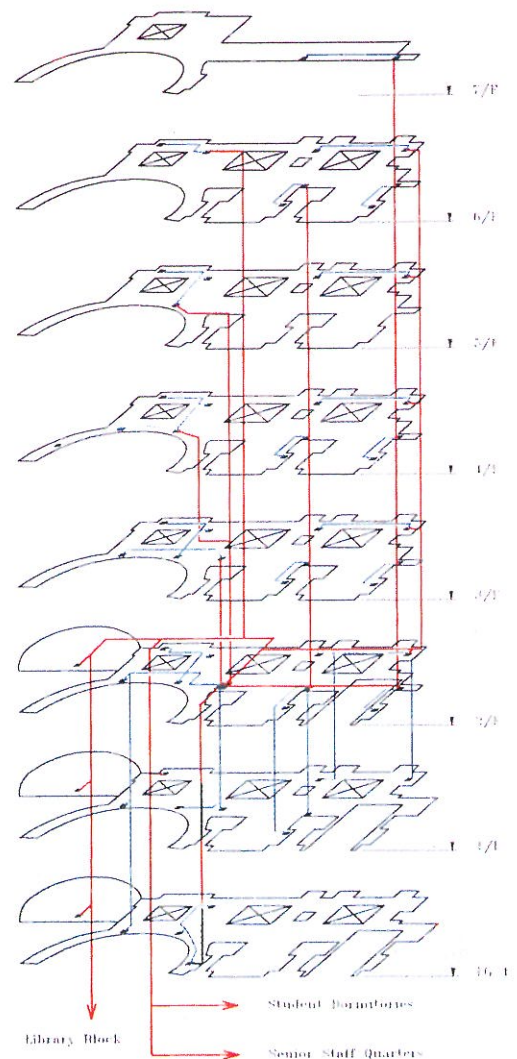 7/F
6/F
5/F
4/F
3/F
2/F
1/F
Student Dormitories
Library Block
Senior Staff Quarters